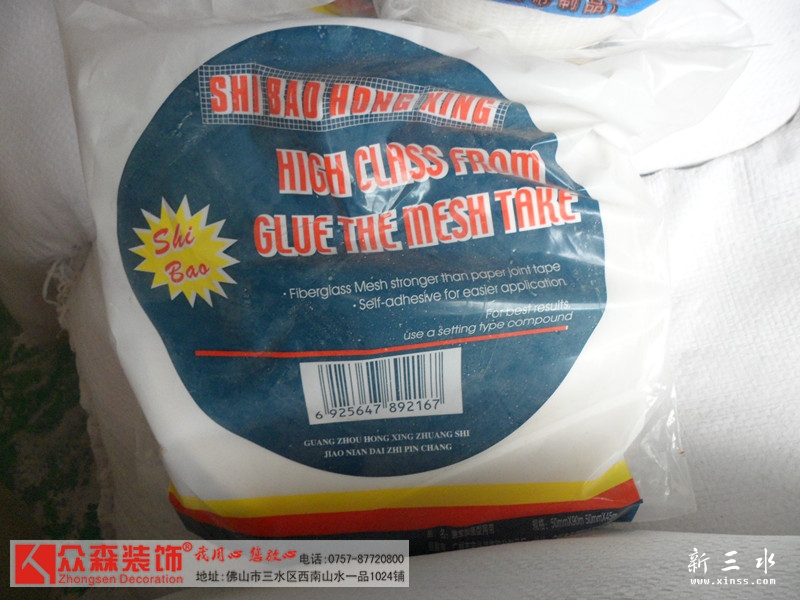 SHI BAO HONG XING
HIGH CLASS FROM
GLUE THE MESH TAKE
Shi
Bao
· Fiberglass Mesh stronger than paper joint tape
· Self-adhesive for easier application
For best results,
use a setting type compound
6 925647 892167
GUANG ZHOU HONG XING ZHUANG SHI
JIAO NIAN DAI ZHI PIN CHANG
规格: 50mmX90m 50mmX45m
众森装饰®
Zhongsen Decoration
我用心 您放心
电话:0757-87720800
地址:佛山市三水区西南山水一品1024铺
新三水
www.xinss.com